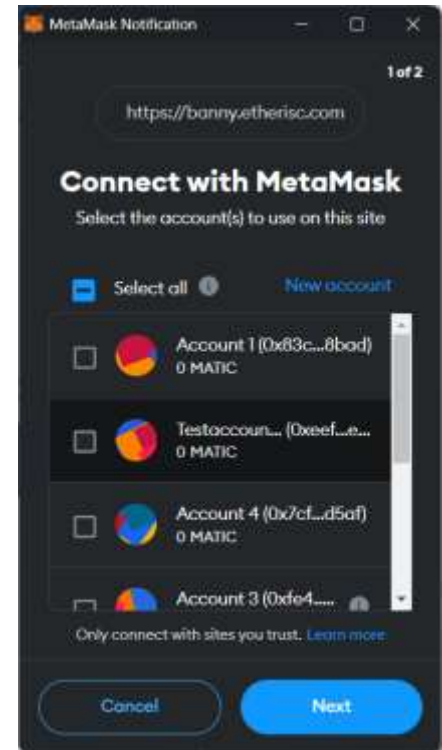 MetaMask Notification
1 of 2
https://banny.etherisc.com
Connect with MetaMask
Select the account(s) to use on this site
Select all
New account
Account 1 (0x83c...8bad)
0 MATIC
Testaccoun... (0xeef...e...
0 MATIC
Account 4 (0x7cf...d5af)
0 MATIC
Account 3 (0xfe4....
Only connect with sites you trust. Learn more
Cancel
Next